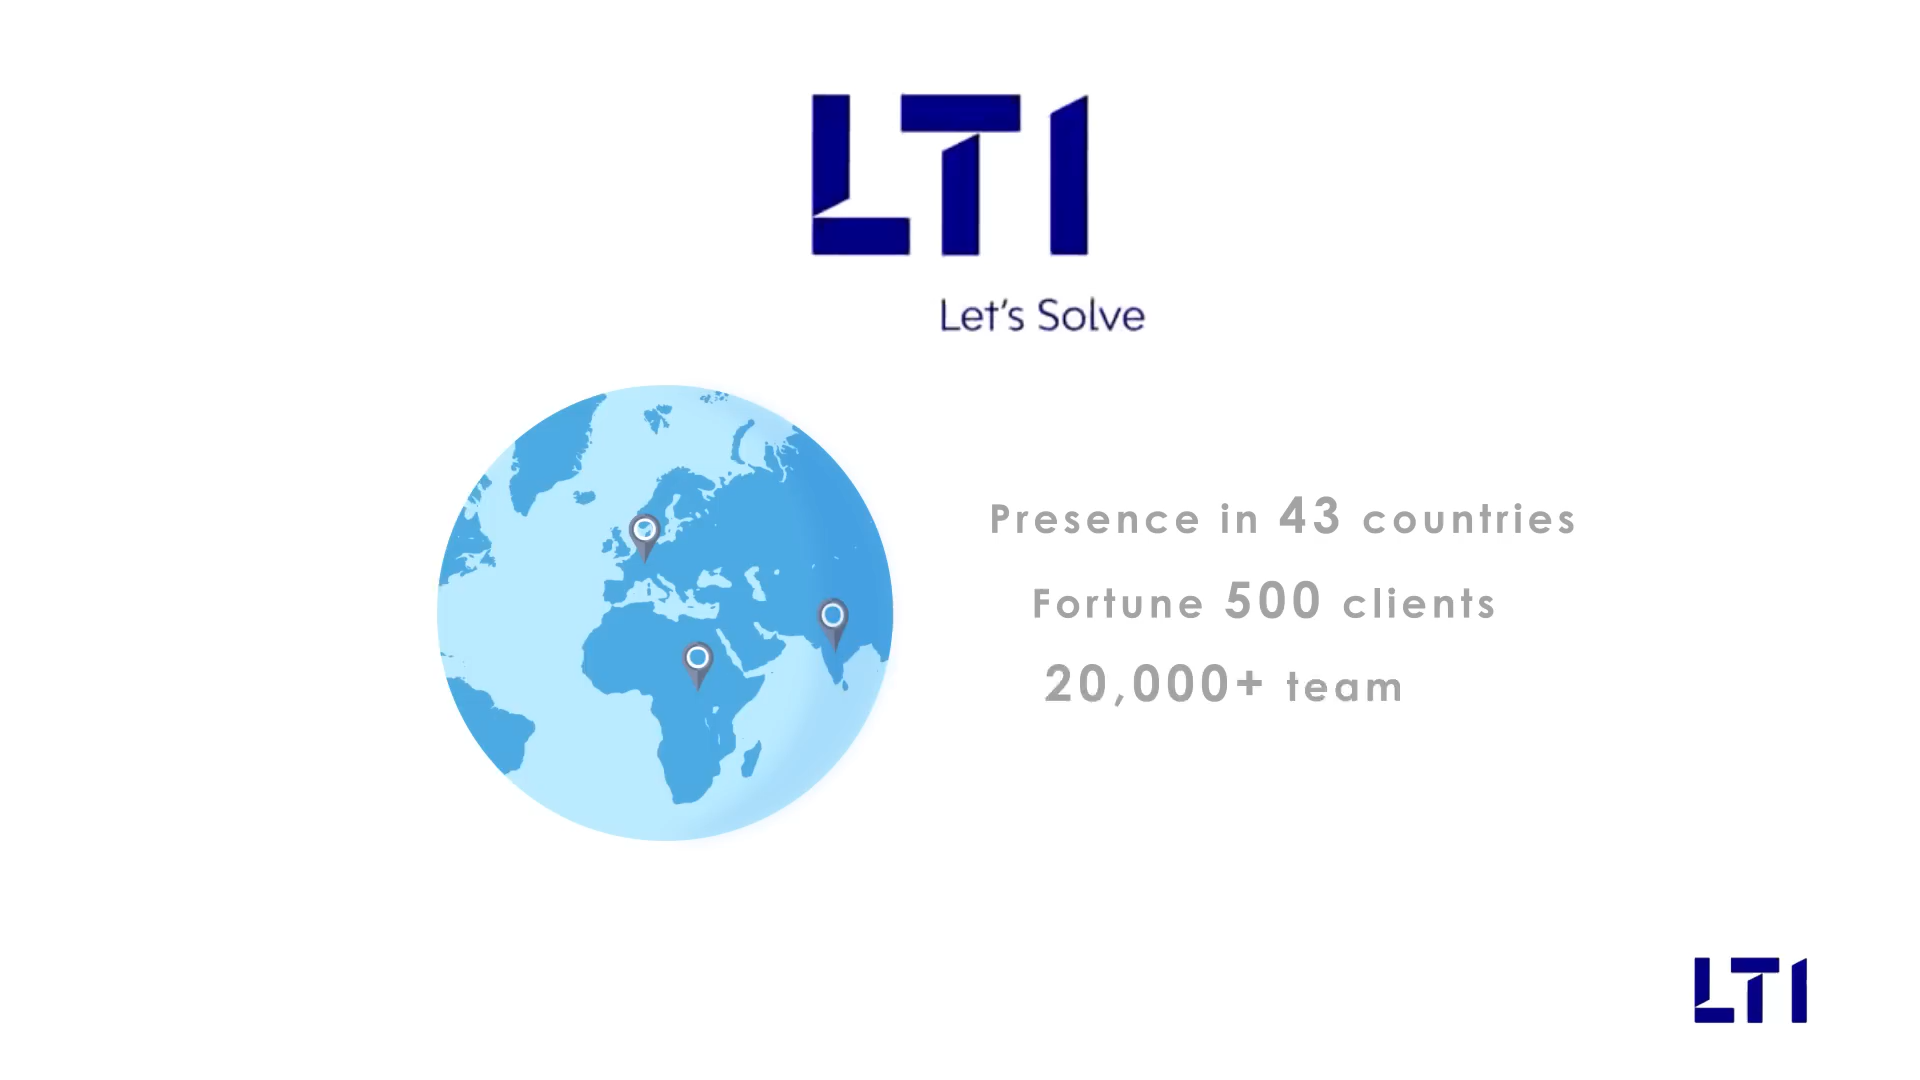 LTI
Let's Solve
Presence in 43 countries
Fortune 500 clients
20,000+ team
LTI